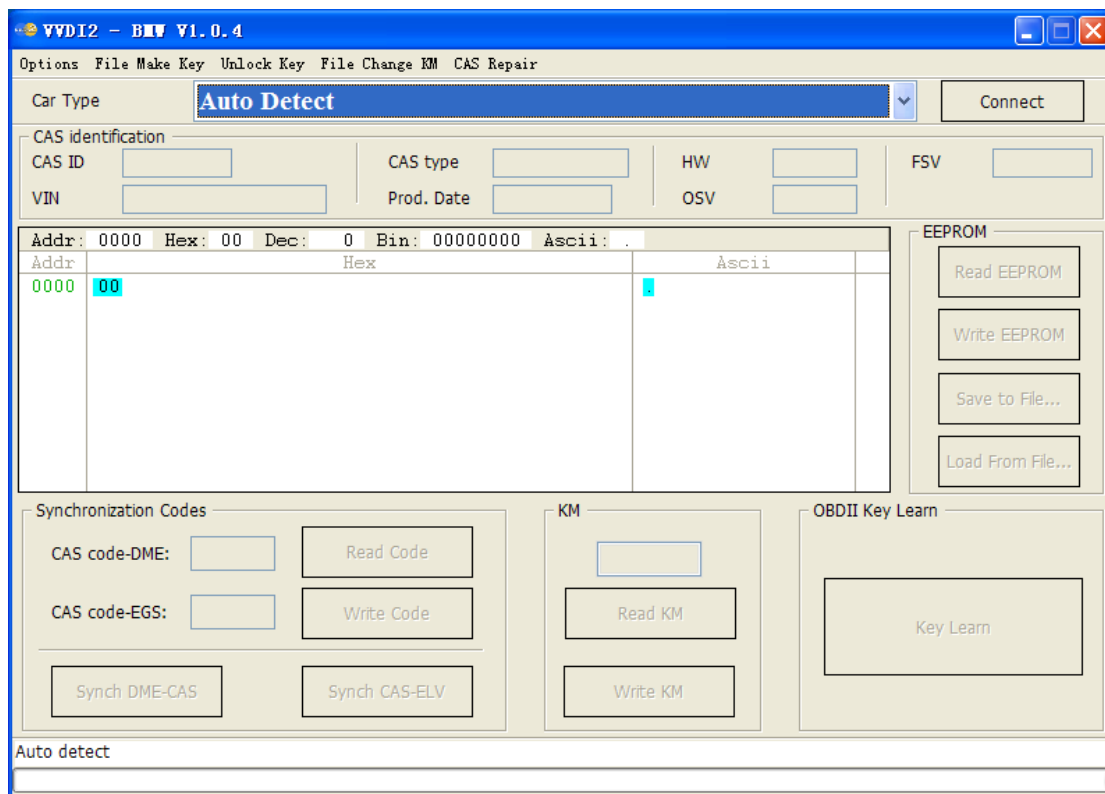 VVDI2 - BMW V1.0.4
Options File Make Key Unlock Key File Change KM CAS Repair
Car Type Auto Detect Connect
CAS identification
CAS ID CAS type HW FSV
VIN Prod. Date OSV
Addr: 0000 Hex: 00 Dec: 0 Bin: 00000000 Ascii: .
Addr Hex Ascii
0000 00 .
EEPROM
Read EEPROM
Write EEPROM
Save to File...
Load From File...
Synchronization Codes
CAS code-DME: Read Code
CAS code-EGS: Write Code
Synch DME-CAS Synch CAS-ELV
KM
Read KM
Write KM
OBDII Key Learn
Key Learn
Auto detect